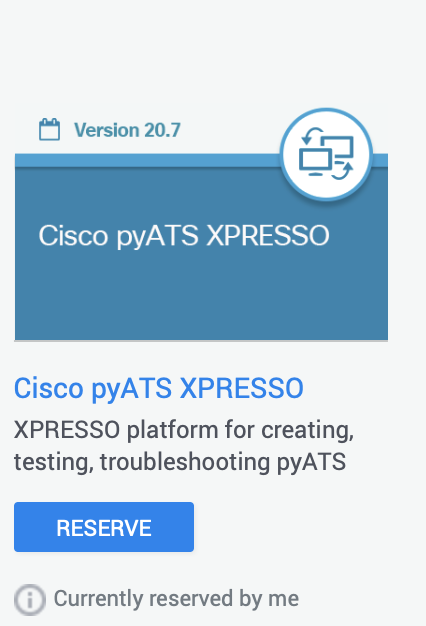 Version 20.7
Cisco pyATS XPRESSO
Cisco pyATS XPRESSO
XPRESSO platform for creating,
testing, troubleshooting pyATS
RESERVE
Currently reserved by me